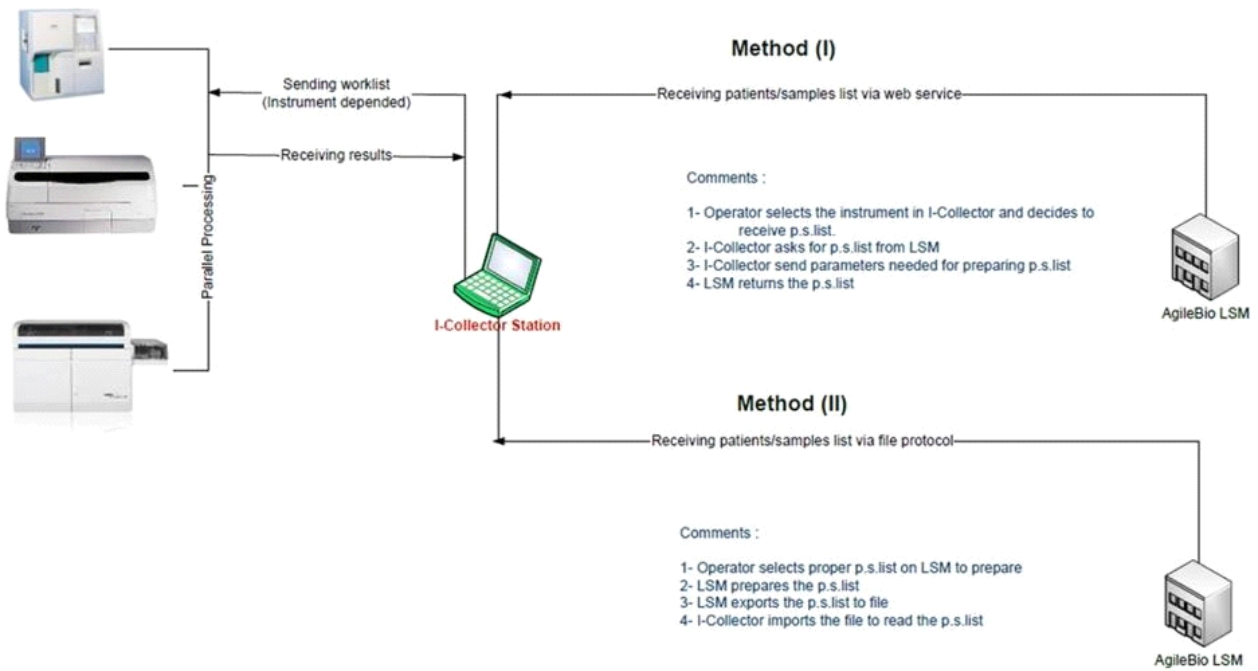 Method (I)
Sending worklist
(Instrument depended)
Receiving patients/samples list via web service
Receiving results
Parallel Processing
Comments :
1- Operator selects the instrument in I-Collector and decides to
receive p.s.list.
2- I-Collector asks for p.s.list from LSM
3- I-Collector send parameters needed for preparing p.s.list
4- LSM returns the p.s.list
I-Collector Station
AgileBio LSM
Method (II)
Receiving patients/samples list via file protocol
Comments :
1- Operator selects proper p.s.list on LSM to prepare
2- LSM prepares the p.s.list
3- LSM exports the p.s.list to file
4- I-Collector imports the file to read the p.s.list
AgileBio LSM